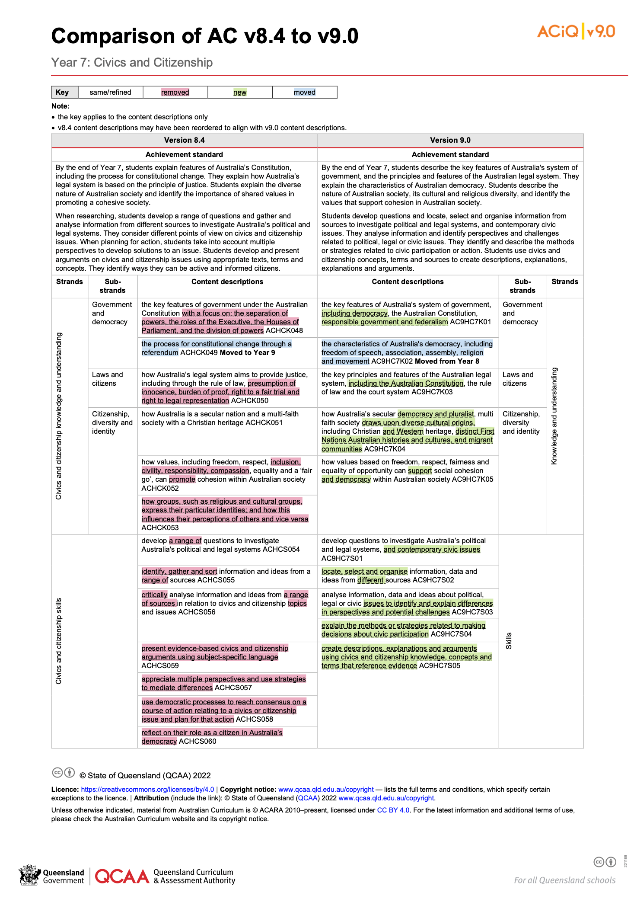 Comparison of AC v8.4 to v9.0
ACiQ | v9.0
Year 7: Civics and Citizenship
Key same/refined removed new moved
Note:
• the key applies to the content descriptions only
• v8.4 content descriptions may have been reordered to align with v9.0 content descriptions.
Version 8.4
Version 9.0
Achievement standard
By the end of Year 7, students explain features of Australia's Constitution,
including the process for constitutional change. They explain how Australia's
legal system is based on the principle of justice. Students explain the diverse
nature of Australian society and identify the importance of shared values in
promoting a cohesive society.
When researching, students develop a range of questions and gather and
analyse information from different sources to investigate Australia's political and
legal systems. They consider different points of view on civics and citizenship
issues. When planning for action, students take into account multiple
perspectives to develop solutions to an issue. Students develop and present
arguments on civics and citizenship issues using appropriate texts, terms and
concepts. They identify ways they can be active and informed citizens.
Achievement standard
By the end of Year 7, students describe the key features of Australia's system of
government, and the principles and features of the Australian legal system. They
explain the characteristics of Australian democracy. Students describe the
nature of Australian society, its cultural and religious diversity, and identify the
values that support cohesion in Australian society.
Students develop questions and locate, select and organise information from
sources to investigate political and legal systems, and contemporary civic
issues. They analyse information and identify perspectives and challenges
related to political, legal or civic issues. They identify and describe the methods
or strategies related to civic participation or action. Students use civics and
citizenship concepts, terms and sources to create descriptions, explanations,
explanations and arguments.
Strands
Sub-
strands
Content descriptions
Content descriptions
Sub-
strands
Strands
Civics and citizenship knowledge and understanding
Government
and
democracy
the key features of government under the Australian
Constitution with a focus on: the separation of
powers, the roles of the Executive, the Houses of
Parliament, and the division of powers ACHCK048
the key features of Australia's system of government,
including democracy, the Australian Constitution,
responsible government and federalism AC9HC7K01
Government
and
democracy
Knowledge and understanding
the process for constitutional change through a
referendum ACHCK049 Moved to Year 9
the characteristics of Australia's democracy, including
freedom of speech, association, assembly, religion
and movement AC9HC7K02 Moved from Year 8
Laws and
citizens
how Australia's legal system aims to provide justice,
including through the rule of law, presumption of
innocence, burden of proof, right to a fair trial and
right to legal representation ACHCK050
the key principles and features of the Australian legal
system, including the Australian Constitution, the rule
of law and the court system AC9HC7K03
Laws and
citizens
Citizenship,
diversity and
identity
how Australia is a secular nation and a multi-faith
society with a Christian heritage ACHCK051
how Australia's secular democracy and pluralist, multi
faith society draws upon diverse cultural origins,
including Christian and Western heritage, distinct First
Nations Australian histories and cultures, and migrant
communities AC9HC7K04
Citizenship,
diversity
and identity
how values, including freedom, respect, inclusion,
civility, responsibility, compassion, equality and a 'fair
go', can promote cohesion within Australian society
ACHCK052
how values based on freedom, respect, fairness and
equality of opportunity can support social cohesion
and democracy within Australian society AC9HC7K05
how groups, such as religious and cultural groups,
express their particular identities; and how this
influences their perceptions of others and vice versa
ACHCK053
Civics and citizenship skills
develop a range of questions to investigate
Australia's political and legal systems ACHCS054
develop questions to investigate Australia's political
and legal systems, and contemporary civic issues
AC9HC7S01
Skills
identify, gather and sort information and ideas from a
range of sources ACHCS055
locate, select and organise information, data and
ideas from different sources AC9HC7S02
critically analyse information and ideas from a range
of sources in relation to civics and citizenship topics
and issues ACHCS056
analyse information, data and ideas about political,
legal or civic issues to identify and explain differences
in perspectives and potential challenges AC9HC7S03
explain the methods or strategies related to making
decisions about civic participation AC9HC7S04
present evidence-based civics and citizenship
arguments using subject-specific language
ACHCS059
create descriptions, explanations and arguments
using civics and citizenship knowledge, concepts and
terms that reference evidence AC9HC7S05
appreciate multiple perspectives and use strategies
to mediate differences ACHCS057
use democratic processes to reach consensus on a
course of action relating to a civics or citizenship
issue and plan for that action ACHCS058
reflect on their role as a citizen in Australia's
democracy ACHCS060
© State of Queensland (QCAA) 2022
Licence: https://creativecommons.org/licenses/by/4.0 | Copyright notice: www.qcaa.qld.edu.au/copyright — lists the full terms and conditions, which specify certain
exceptions to the licence. | Attribution (include the link): © State of Queensland (QCAA) 2022 www.qcaa.qld.edu.au/copyright.
Unless otherwise indicated, material from Australian Curriculum is © ACARA 2010–present, licensed under CC BY 4.0. For the latest information and additional terms of use,
please check the Australian Curriculum website and its copyright notice.
Queensland
Government
QCAA
Queensland Curriculum
& Assessment Authority
For all Queensland schools